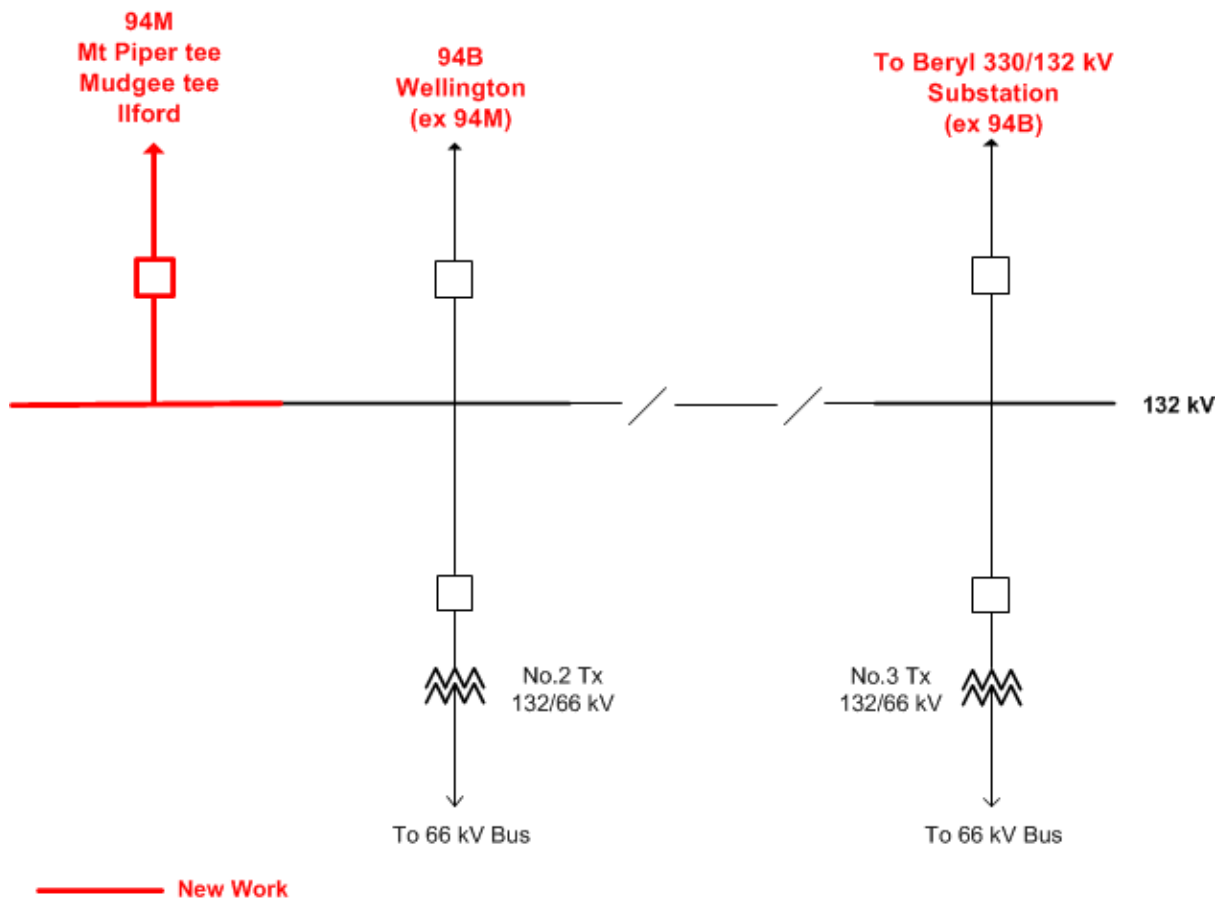 94M
Mt Piper tee
Mudgee tee
Ilford
94B
Wellington
(ex 94M)
To Beryl 330/132 kV
Substation
(ex 94B)
132 kV
No.2 Tx
132/66 kV
No.3 Tx
132/66 kV
To 66 kV Bus
To 66 kV Bus
New Work